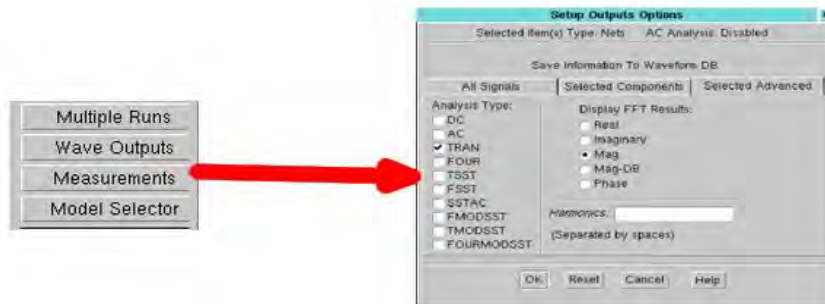 Multiple Runs
Wave Outputs
Measurements
Model Selector
Setup Outputs Options
Selected Item(s) Type: Nets AC Analysis: Disabled
Save Information To Waveform DB
All Signals Selected Components Selected Advanced
Analysis Type:
DC
AC
TRAN
FOUR
TSST
FSST
SSTAC
FMODSST
TMODSST
FOURMODSST
Display FFT Results:
Real
Imaginary
Mag
Mag-DB
Phase
Harmonics:
(Separated by spaces)
OK Reset Cancel Help